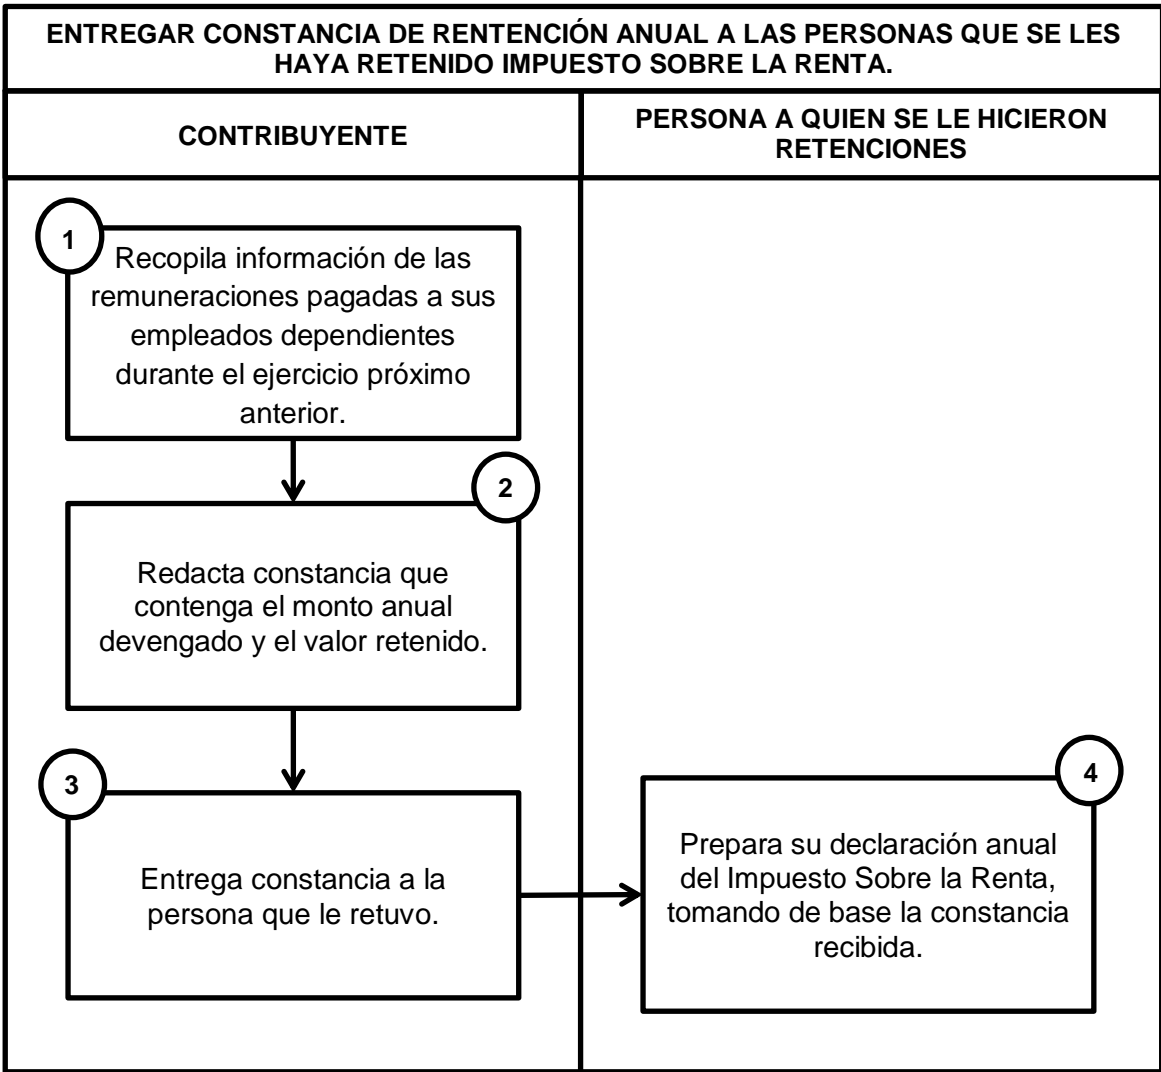 ENTREGAR CONSTANCIA DE RENTENCIÓN ANUAL A LAS PERSONAS QUE SE LES
HAYA RETENIDO IMPUESTO SOBRE LA RENTA.
CONTRIBUYENTE
PERSONA A QUIEN SE LE HICIERON
RETENCIONES
1
Recopila información de las
remuneraciones pagadas a sus
empleados dependientes
durante el ejercicio próximo
anterior.
2
Redacta constancia que
contenga el monto anual
devengado y el valor retenido.
3
Entrega constancia a la
persona que le retuvo.
4
Prepara su declaración anual
del Impuesto Sobre la Renta,
tomando de base la constancia
recibida.